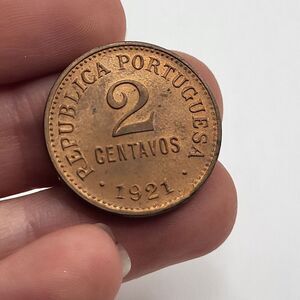 REPUBLICA PORTUGUESA
2
CENTAVOS
· 1921 ·